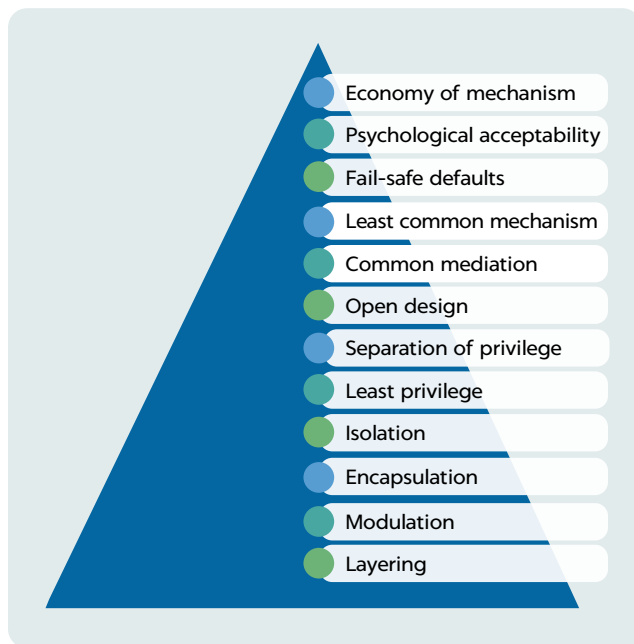 Economy of mechanism
Psychological acceptability
Fail-safe defaults
Least common mechanism
Common mediation
Open design
Separation of privilege
Least privilege
Isolation
Encapsulation
Modulation
Layering